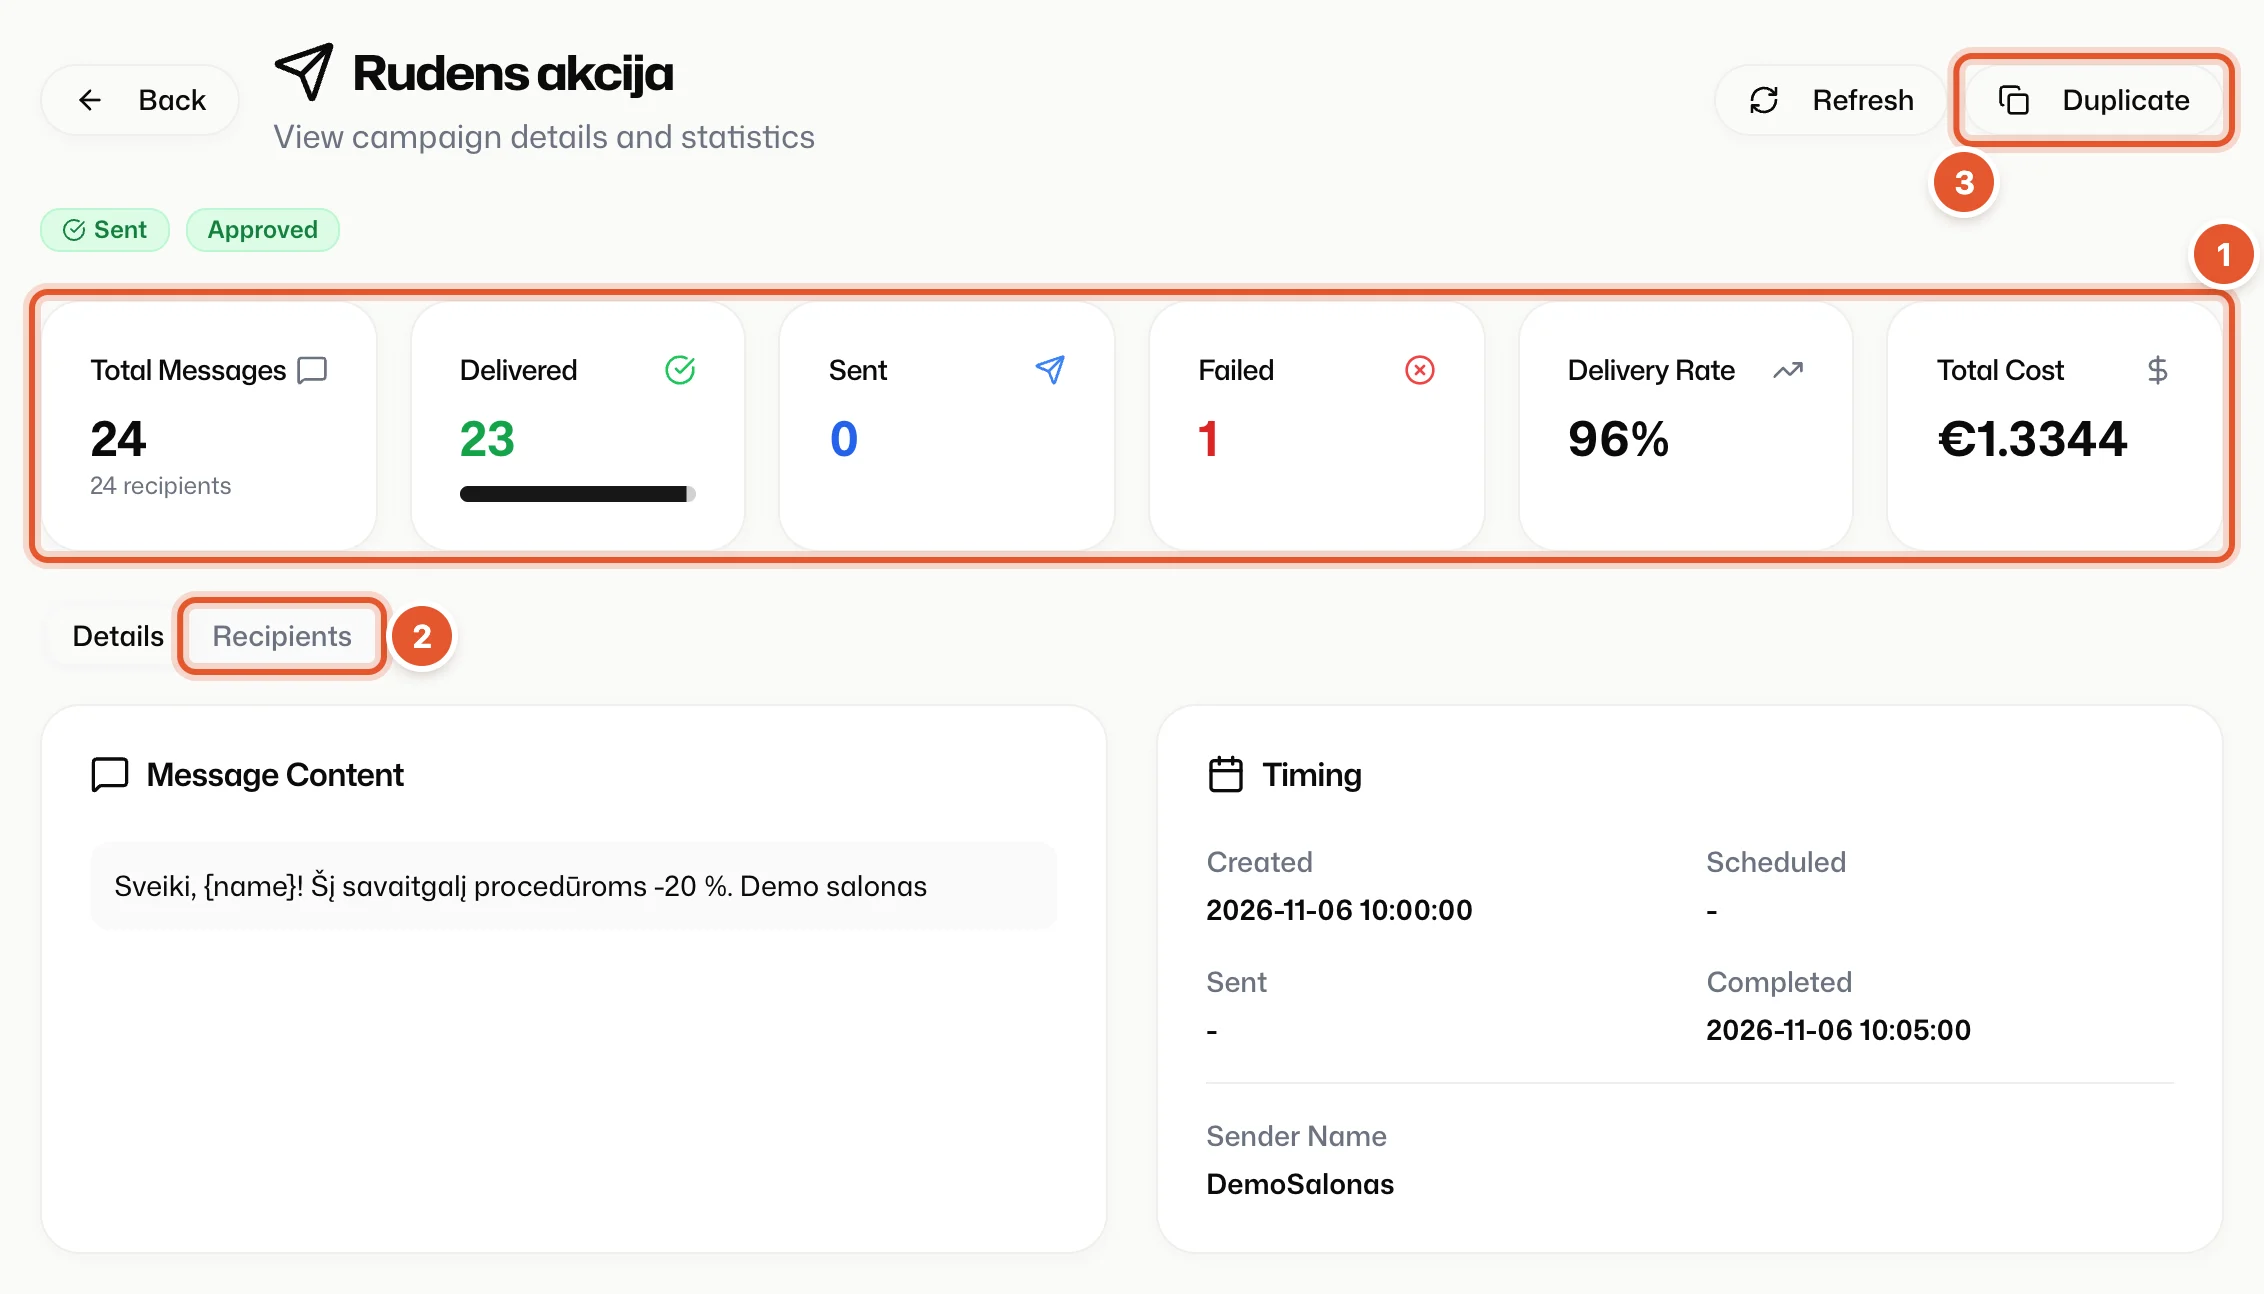 Back
Rudens akcija
View campaign details and statistics
Refresh
Duplicate
3
Sent
Approved
1
Total Messages
24
24 recipients
Delivered
23
Sent
0
Failed
1
Delivery Rate
96%
Total Cost
€1.3344
Details
Recipients
2
Message Content
Sveiki, {name}! Šį savaitgalį procedūroms -20 %. Demo salonas
Timing
Created
2026-11-06 10:00:00
Scheduled
-
Sent
-
Completed
2026-11-06 10:05:00
Sender Name
DemoSalonas